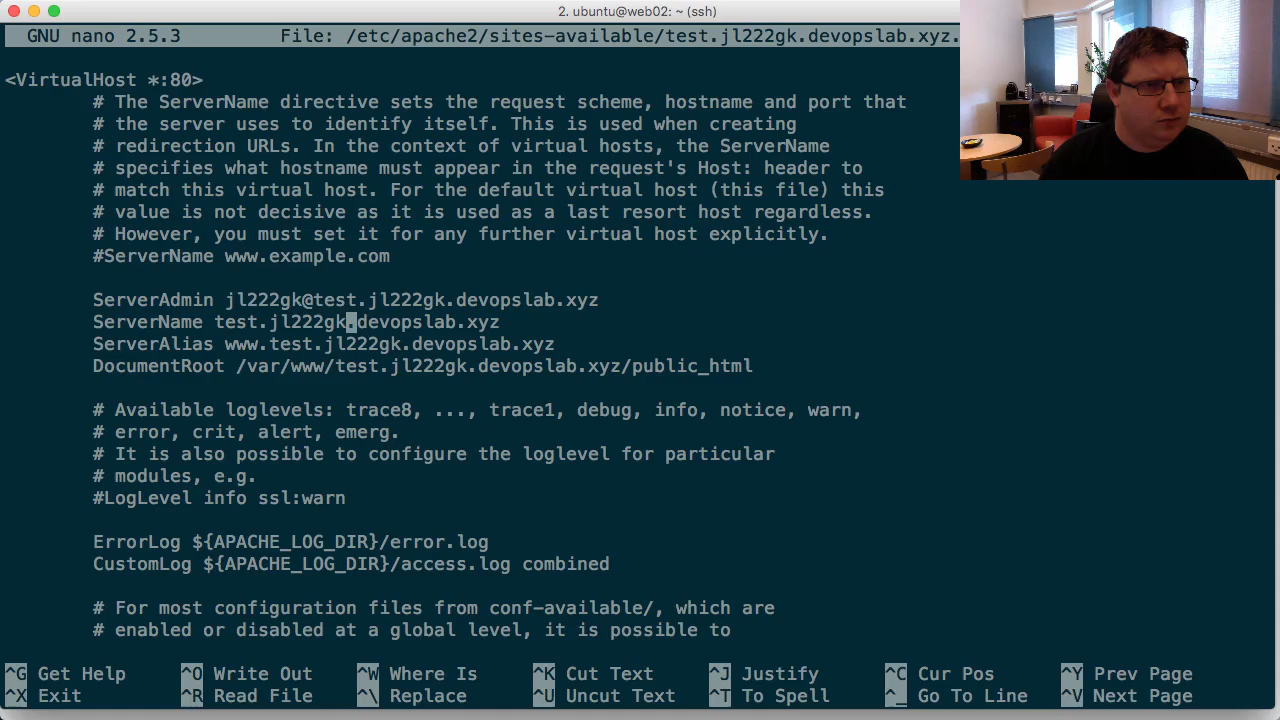 2. ubuntu@web02: ~ (ssh)
GNU nano 2.5.3 File: /etc/apache2/sites-available/test.jl222gk.devopslab.xyz.
<VirtualHost *:80>
# The ServerName directive sets the request scheme, hostname and port that
# the server uses to identify itself. This is used when creating
# redirection URLs. In the context of virtual hosts, the ServerName
# specifies what hostname must appear in the request's Host: header to
# match this virtual host. For the default virtual host (this file) this
# value is not decisive as it is used as a last resort host regardless.
# However, you must set it for any further virtual host explicitly.
#ServerName www.example.com
ServerAdmin jl222gk@test.jl222gk.devopslab.xyz
ServerName test.jl222gk.devopslab.xyz
ServerAlias www.test.jl222gk.devopslab.xyz
DocumentRoot /var/www/test.jl222gk.devopslab.xyz/public_html
# Available loglevels: trace8, ..., trace1, debug, info, notice, warn,
# error, crit, alert, emerg.
# It is also possible to configure the loglevel for particular
# modules, e.g.
#LogLevel info ssl:warn
ErrorLog ${APACHE_LOG_DIR}/error.log
CustomLog ${APACHE_LOG_DIR}/access.log combined
# For most configuration files from conf-available/, which are
# enabled or disabled at a global level, it is possible to
^G Get Help ^O Write Out ^W Where Is ^K Cut Text ^J Justify ^C Cur Pos ^Y Prev Page
^X Exit ^R Read File ^\ Replace ^U Uncut Text ^T To Spell ^_ Go To Line ^V Next Page